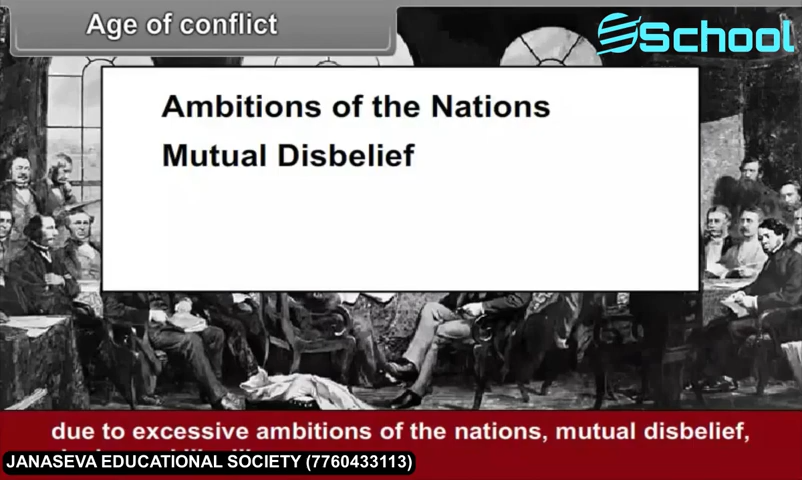 Age of conflict
School
Ambitions of the Nations
Mutual Disbelief
due to excessive ambitions of the nations, mutual disbelief,
JANASEVA EDUCATIONAL SOCIETY (7760433113)